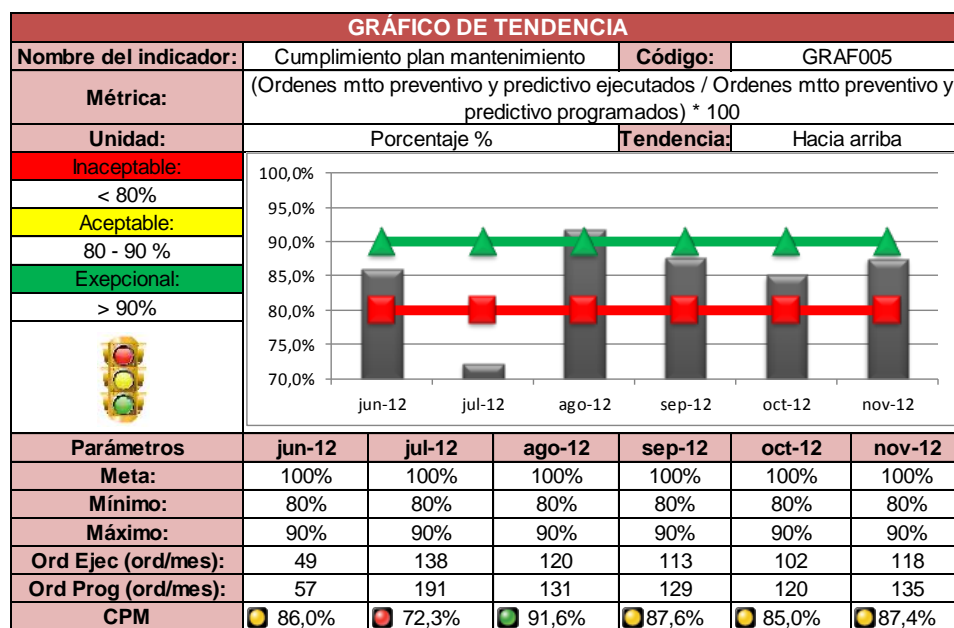 GRÁFICO DE TENDENCIA
Nombre del indicador: Cumplimiento plan mantenimiento Código: GRAF005
Métrica: (Ordenes mtto preventivo y predictivo ejecutados / Ordenes mtto preventivo y
predictivo programados) * 100
Unidad: Porcentaje % Tendencia: Hacia arriba
Inaceptable:
< 80%
Aceptable:
80 - 90 %
Exepcional:
> 90%
100,0%
95,0%
90,0%
85,0%
80,0%
75,0%
70,0%
jun-12 jul-12 ago-12 sep-12 oct-12 nov-12
Parámetros jun-12 jul-12 ago-12 sep-12 oct-12 nov-12
Meta: 100% 100% 100% 100% 100% 100%
Mínimo: 80% 80% 80% 80% 80% 80%
Máximo: 90% 90% 90% 90% 90% 90%
Ord Ejec (ord/mes): 49 138 120 113 102 118
Ord Prog (ord/mes): 57 191 131 129 120 135
CPM 86,0% 72,3% 91,6% 87,6% 85,0% 87,4%